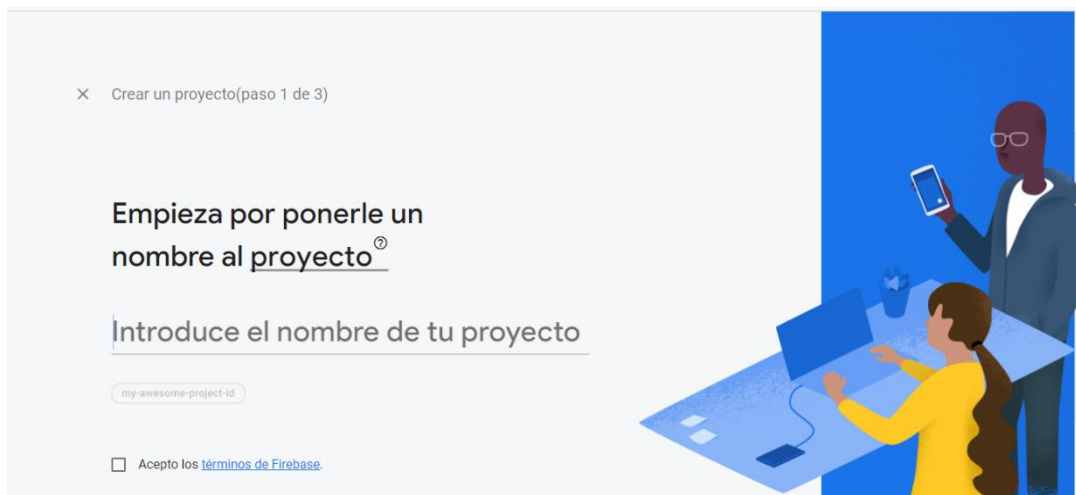 Crear un proyecto(paso 1 de 3)
Empieza por ponerle un
nombre al proyecto
Introduce el nombre de tu proyecto
my-awesome-project-id
Acepto los términos de Firebase.